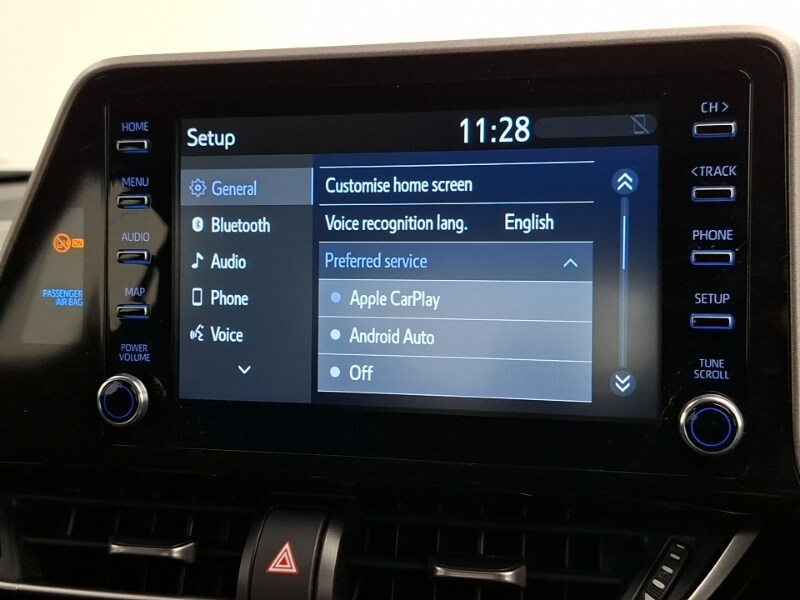 HOME
MENU
AUDIO
MAP
POWER
VOLUME
ON
PASSENGER
AIR BAG
Setup
11:28
General
Bluetooth
Audio
Phone
Voice
Customise home screen
Voice recognition lang. English
Preferred service
Apple CarPlay
Android Auto
Off
CH >
< TRACK
PHONE
SETUP
TUNE
SCROLL